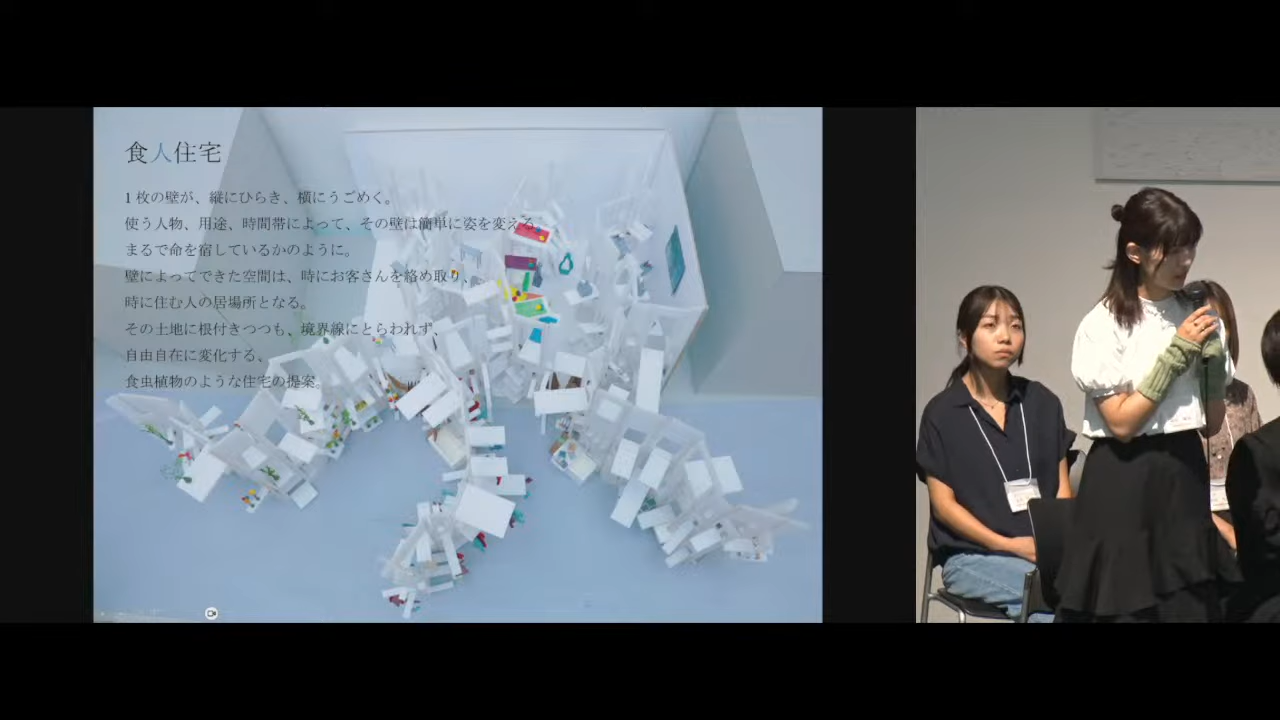 食人住宅
1枚の壁が、縦にひらき、横にうごめく。
使う人物、用途、時間帯によって、その壁は簡単に姿を変える。
まるで命を宿しているかのように。
壁によってできた空間は、時にお客さんを絡め取り、
時に住む人の居場所となる。
その土地に根付きつつも、境界線にとらわれず、
自由自在に変化する、
食虫植物のような住宅の提案。